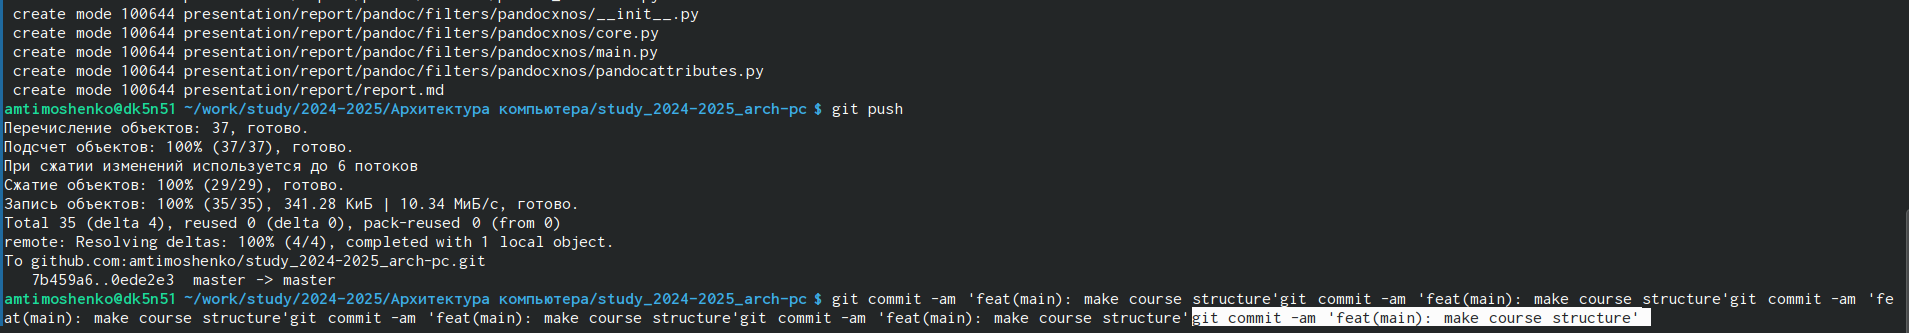 create mode 100644 presentation/report/pandoc/filters/pandocxnos/__init__.py
create mode 100644 presentation/report/pandoc/filters/pandocxnos/core.py
create mode 100644 presentation/report/pandoc/filters/pandocxnos/main.py
create mode 100644 presentation/report/pandoc/filters/pandocxnos/pandocattributes.py
create mode 100644 presentation/report/report.md
amtimoshenko@dk5n51 ~/work/study/2024-2025/Архитектура компьютера/study_2024-2025_arch-pc $ git push
Перечисление объектов: 37, готово.
Подсчет объектов: 100% (37/37), готово.
При сжатии изменений используется до 6 потоков
Сжатие объектов: 100% (29/29), готово.
Запись объектов: 100% (35/35), 341.28 КиБ | 10.34 МиБ/с, готово.
Total 35 (delta 4), reused 0 (delta 0), pack-reused 0 (from 0)
remote: Resolving deltas: 100% (4/4), completed with 1 local object.
To github.com:amtimoshenko/study_2024-2025_arch-pc.git
7b459a6..0ede2e3  master -> master
amtimoshenko@dk5n51 ~/work/study/2024-2025/Архитектура компьютера/study_2024-2025_arch-pc $ git commit -am 'feat(main): make course structure'git commit -am 'feat(main): make course structure'git commit -am 'fe
at(main): make course structure'git commit -am 'feat(main): make course structure'git commit -am 'feat(main): make course structure'git commit -am 'feat(main): make course structure'